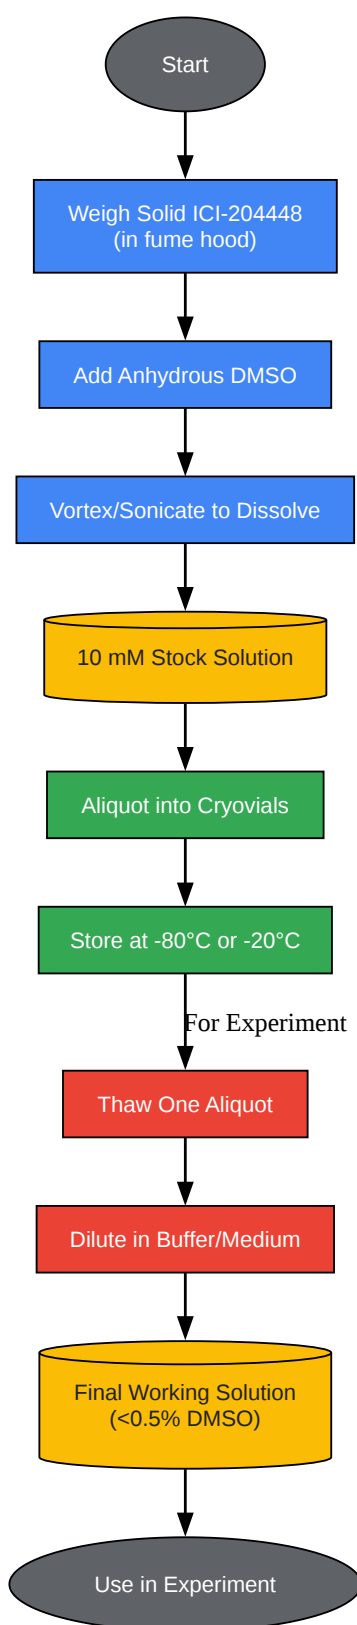 Start
Weigh Solid ICI-204448
(in fume hood)
Add Anhydrous DMSO
Vortex/Sonicate to Dissolve
10 mM Stock Solution
Aliquot into Cryovials
Store at -80°C or -20°C
For Experiment
Thaw One Aliquot
Dilute in Buffer/Medium
Final Working Solution
(<0.5% DMSO)
Use in Experiment